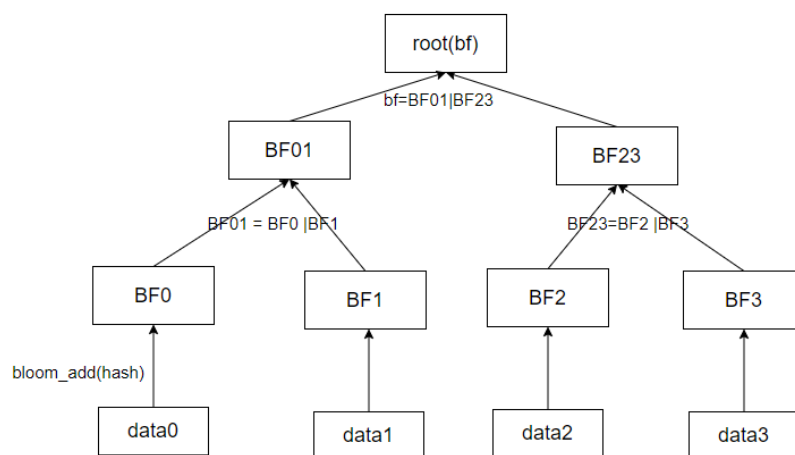 root(bf)
bf=BF01|BF23
BF01
BF23
BF01 = BF0 |BF1
BF23=BF2 |BF3
BF0
BF1
BF2
BF3
bloom_add(hash)
data0
data1
data2
data3